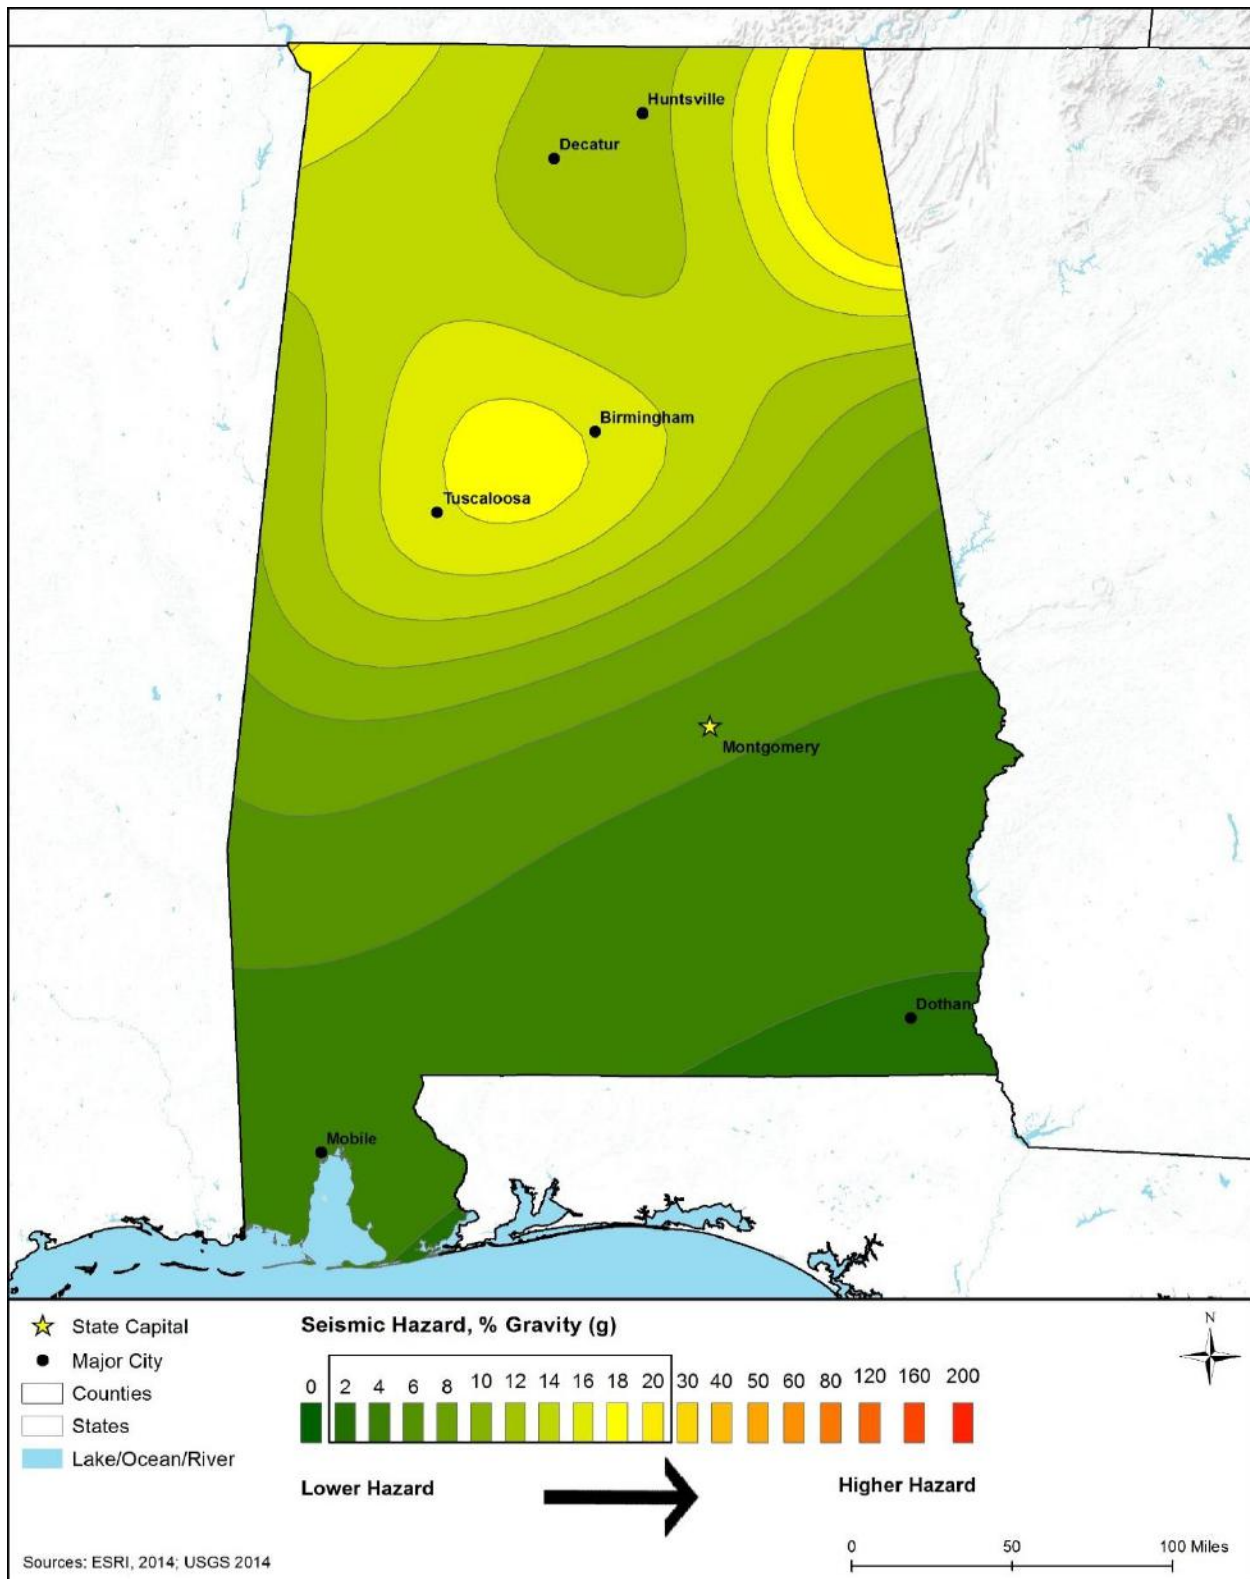 Huntsville
Decatur
Birmingham
Tuscaloosa
Montgomery
Dothan
Mobile
State Capital
Major City
Counties
States
Lake/Ocean/River
Seismic Hazard, % Gravity (g)
0 2 4 6 8 10 12 14 16 18 20 30 40 50 60 80 120 160 200
Lower Hazard
Higher Hazard
N
0 50 100 Miles
Sources: ESRI, 2014; USGS 2014